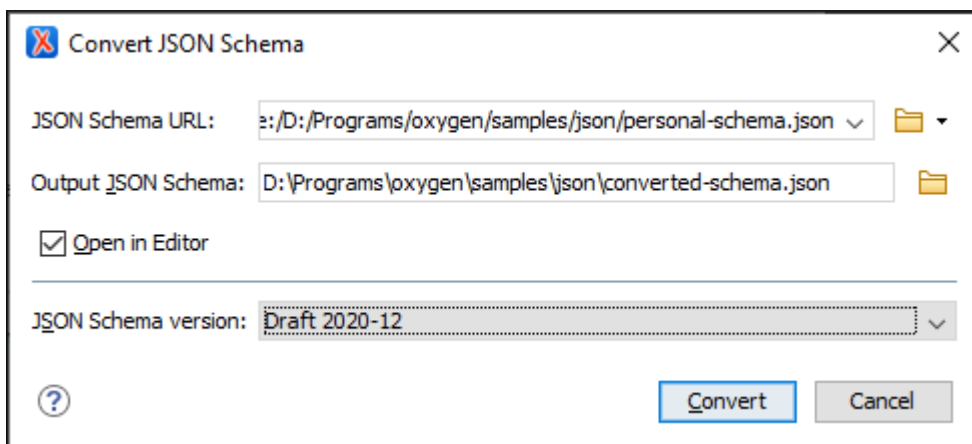 Convert JSON Schema
JSON Schema URL: e:/D:/Programs/oxygen/samples/json/personal-schema.json
Output JSON Schema: D:\Programs\oxygen\samples\json\converted-schema.json
Open in Editor
JSON Schema version: Draft 2020-12
? Convert Cancel